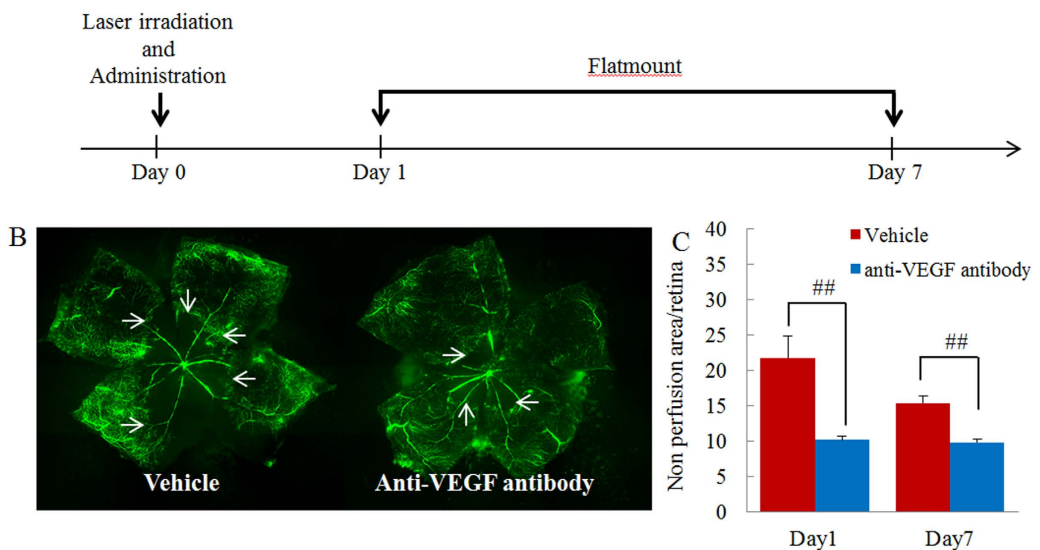 Laser irradiation
and
Administration
Flatmount
Day 0
Day 1
Day 7
B
Vehicle
Anti-VEGF antibody
C
Non perfusion area/retina
40
35
30
25
20
15
10
5
0
Vehicle
anti-VEGF antibody
##
##
Day1
Day7